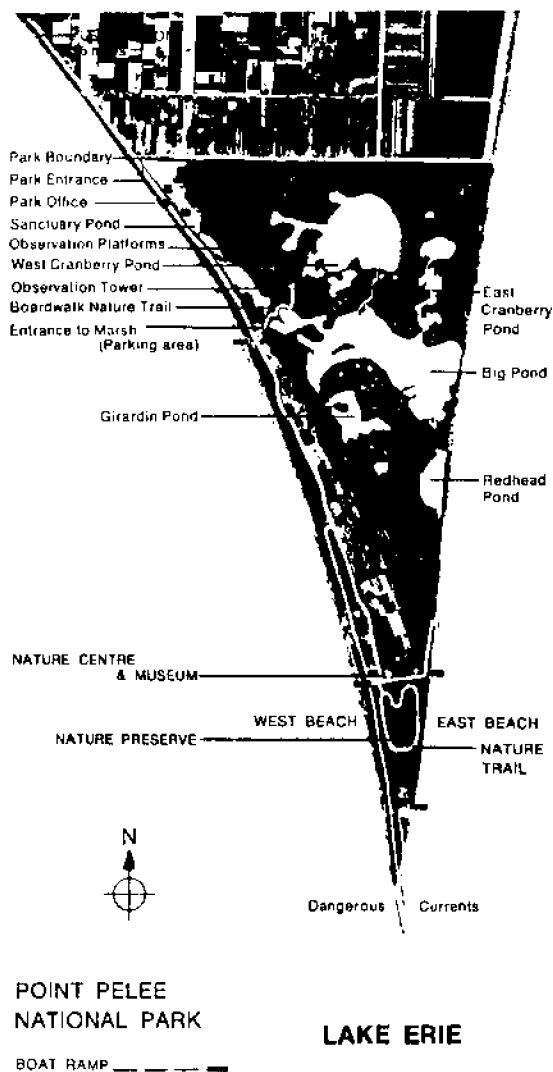 Park Boundary
Park Entrance
Park Office
Sanctuary Pond
Observation Platforms
West Cranberry Pond
Observation Tower
Boardwalk Nature Trail
Entrance to Marsh
(Parking area)
East
Cranberry
Pond
Big Pond
Girardin Pond
Redhead
Pond
NATURE CENTRE
& MUSEUM
WEST BEACH
EAST BEACH
NATURE PRESERVE
NATURE
TRAIL
N
Dangerous Currents
POINT PELEE
NATIONAL PARK
LAKE ERIE
BOAT RAMP